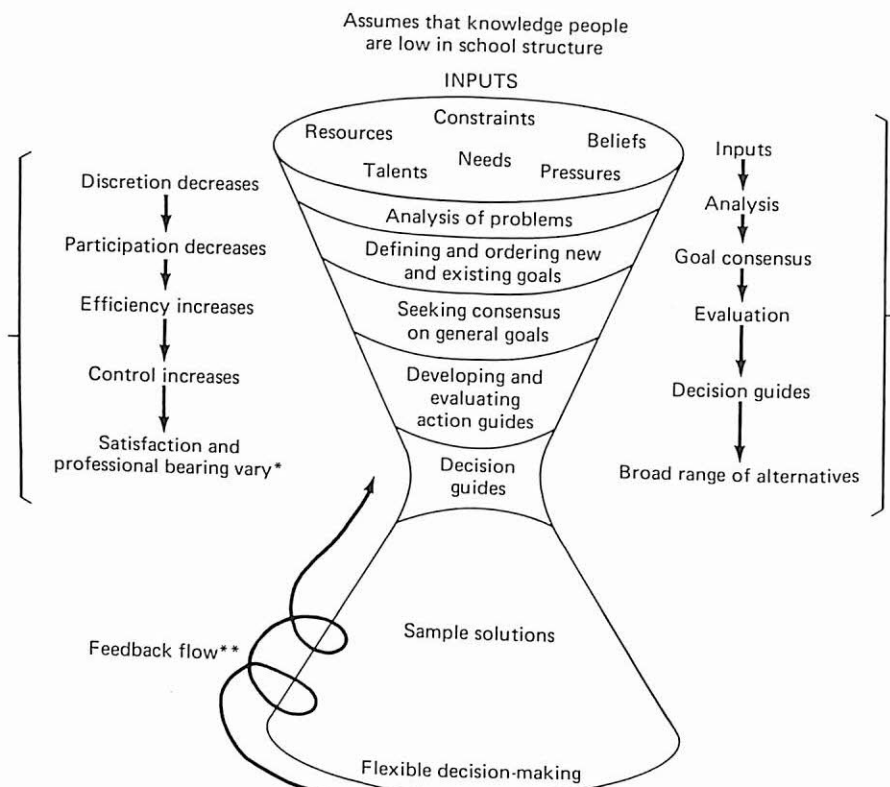 Assumes that knowledge people
are low in school structure
INPUTS
Constraints
Resources
Beliefs
Needs
Talents
Pressures
Analysis of problems
Defining and ordering new
and existing goals
Seeking consensus
on general goals
Developing and
evaluating
action guides
Decision
guides
Sample solutions
Flexible decision-making
Discretion decreases
Participation decreases
Efficiency increases
Control increases
Satisfaction and
professional bearing vary*
Feedback flow**
Inputs
Analysis
Goal consensus
Evaluation
Decision guides
Broad range of alternatives